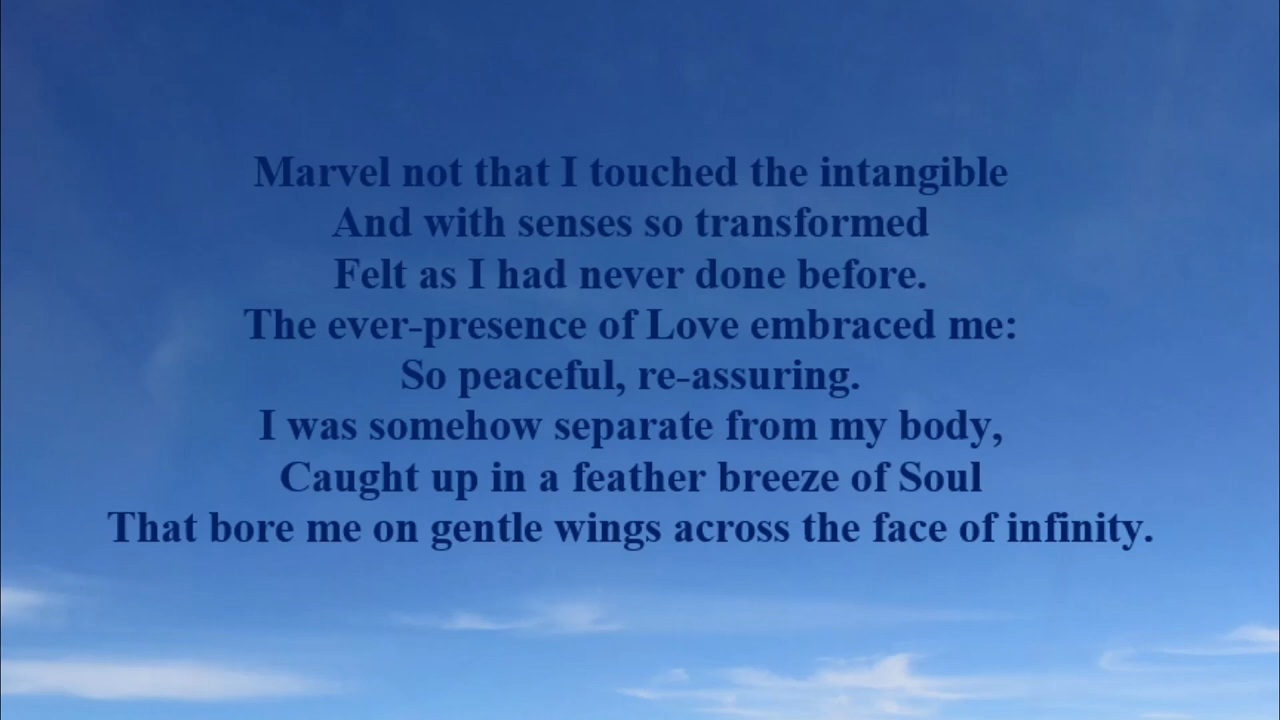 Marvel not that I touched the intangible
And with senses so transformed
Felt as I had never done before.
The ever-presence of Love embraced me:
So peaceful, re-assuring.
I was somehow separate from my body,
Caught up in a feather breeze of Soul
That bore me on gentle wings across the face of infinity.